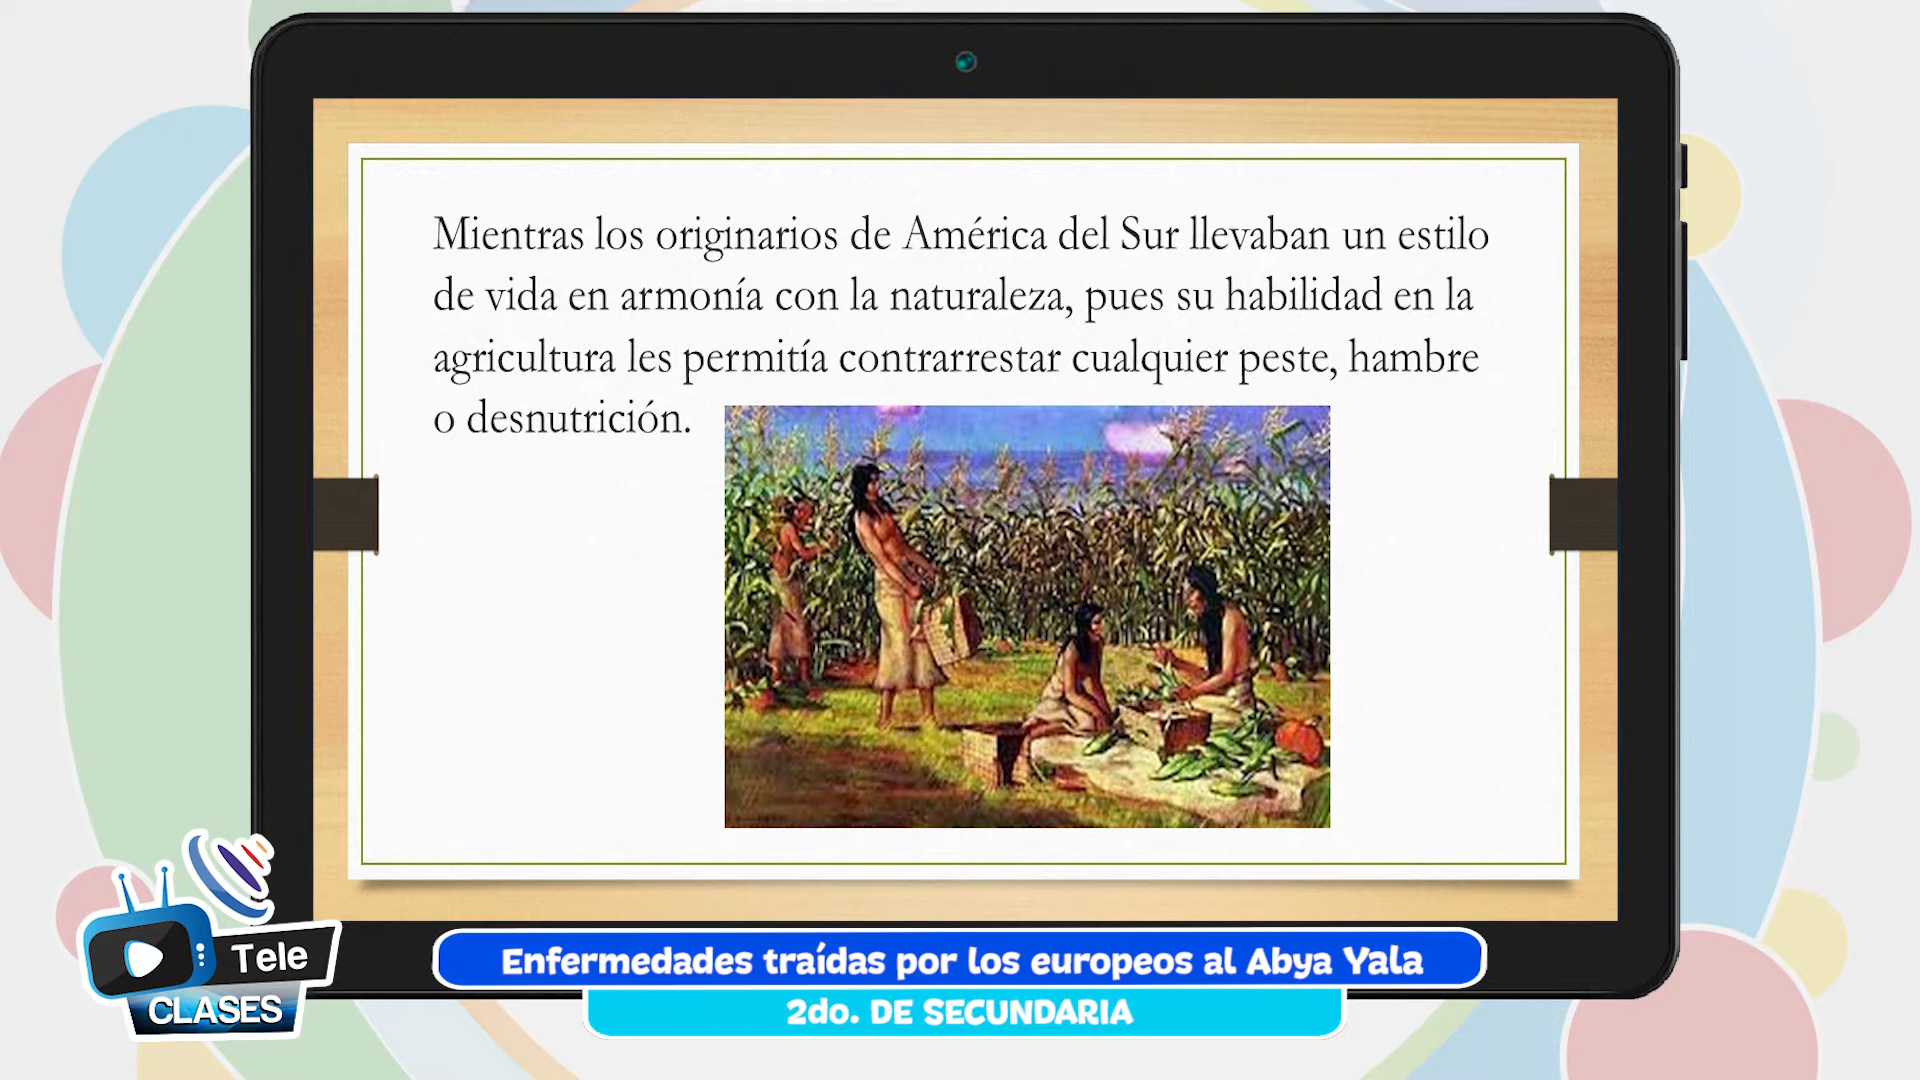 Mientras los originarios de América del Sur llevaban un estilo
de vida en armonía con la naturaleza, pues su habilidad en la
agricultura les permitía contrarrestar cualquier peste, hambre
o desnutrición.
Tele
CLASES
Enfermedades traídas por los europeos al Abya Yala
2do. DE SECUNDARIA